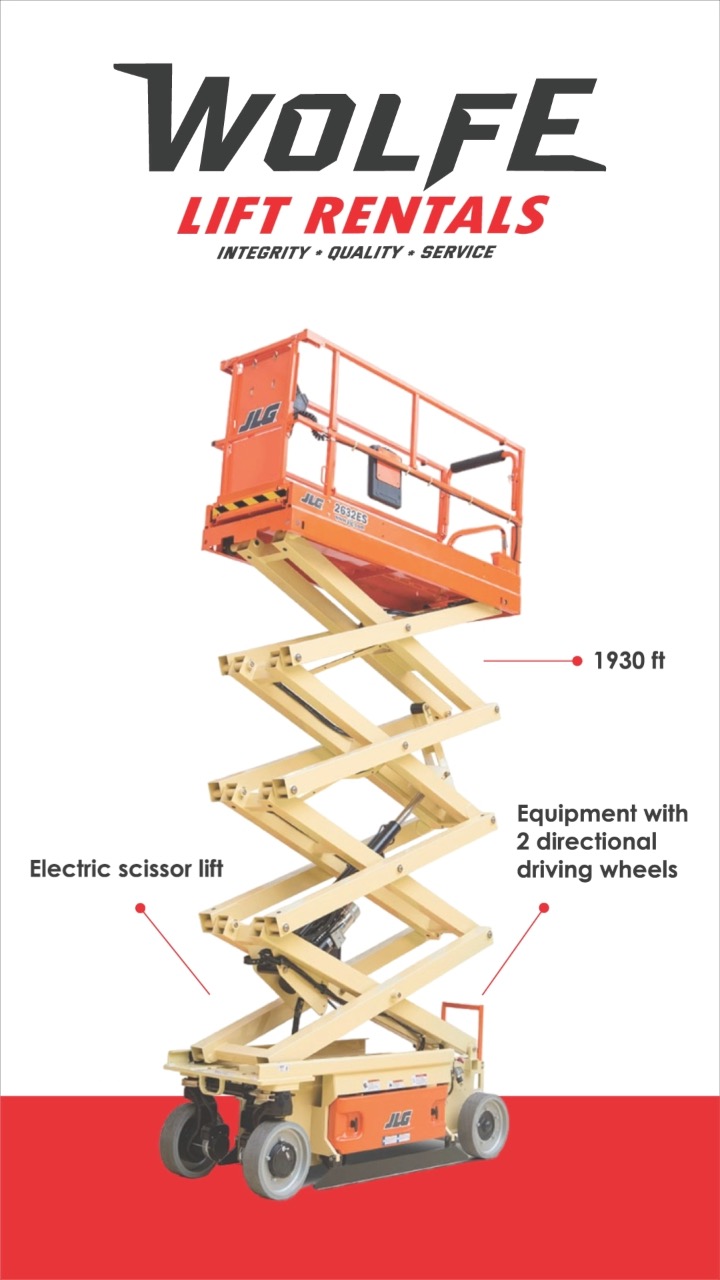 WOLFE
LIFT RENTALS
INTEGRITY * QUALITY * SERVICE
JLG
JLG
2632ES
1930 ft
Equipment with
2 directional
driving wheels
Electric scissor lift
JLG